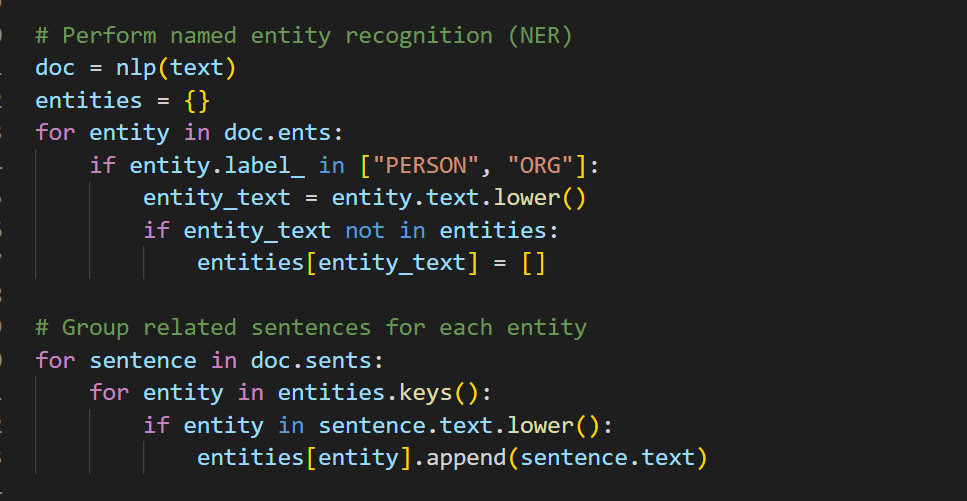 # Perform named entity recognition (NER)
doc = nlp(text)
entities = {}
for entity in doc.ents:
    if entity.label_ in ["PERSON", "ORG"]:
        entity_text = entity.text.lower()
        if entity_text not in entities:
            entities[entity_text] = []
# Group related sentences for each entity
for sentence in doc.sents:
    for entity in entities.keys():
        if entity in sentence.text.lower():
            entities[entity].append(sentence.text)